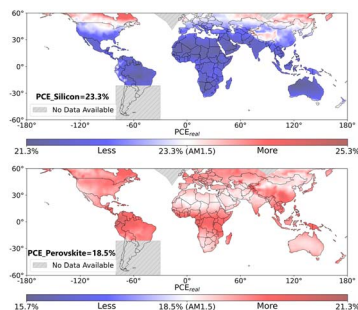 60°
30°
0°
-30°
PCE_Silicon=23.3%
No Data Available
-60°
-180° -120° -60° 0° 60° 120° 180°
PCEreal
21.3% Less 23.3% (AM1.5) More 25.3%
60°
30°
0°
-30°
PCE_Perovskite=18.5%
No Data Available
-60°
-180° -120° -60° 0° 60° 120° 180°
PCEreal
15.7% Less 18.5% (AM1.5) More 21.3%